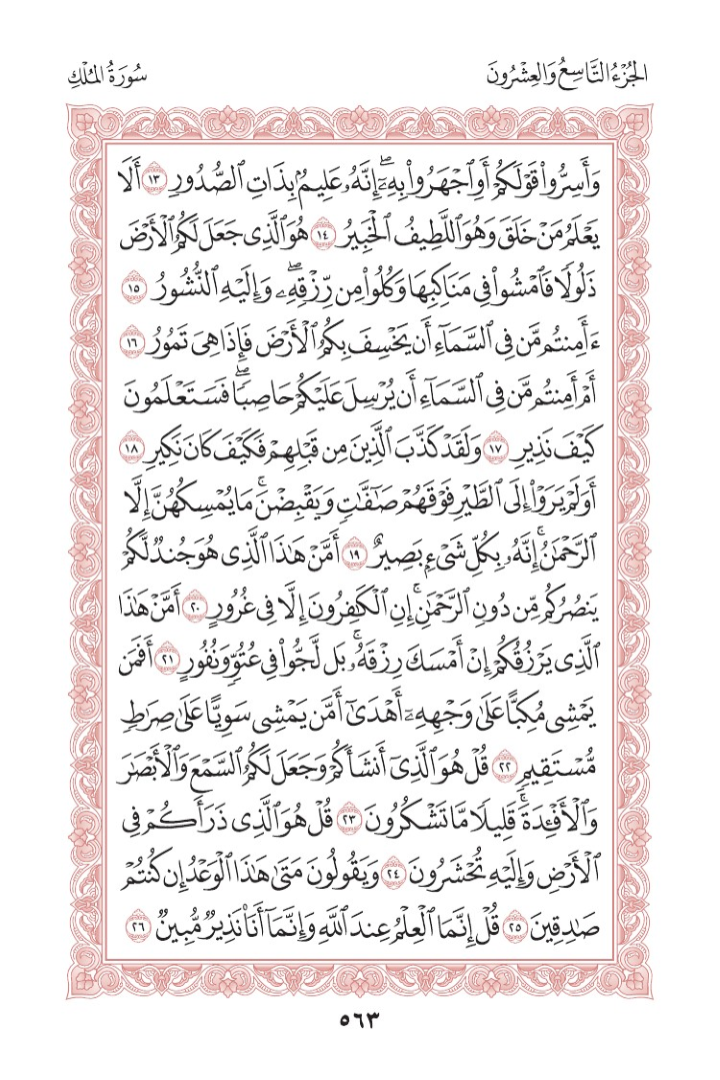 الجُزْءُ التَّاسِعُ وَالعِشْرُونَ
سُورَةُ المُلْكِ
وَأَسِرُّواْ قَوْلَكُمْ أَوِ ٱجْهَرُواْ بِهِۦٓۖ إِنَّهُۥ عَلِيمُۢ بِذَاتِ ٱلصُّدُورِ ١٣ أَلَا
يَعْلَمُ مَنْ خَلَقَ وَهُوَ ٱللَّطِيفُ ٱلْخَبِيرُ ١٤ هُوَ ٱلَّذِى جَعَلَ لَكُمُ ٱلْأَرْضَ
ذَلُولًا فَٱمْشُواْ فِى مَنَاكِبِهَا وَكُلُواْ مِن رِّزْقِهِۦۖ وَإِلَيْهِ ٱلنُّشُورُ ١٥
ءَأَمِنتُم مَّن فِى ٱلسَّمَآءِ أَن يَخْسِفَ بِكُمُ ٱلْأَرْضَ فَإِذَا هِىَ تَمُورُ ١٦
أَمْ أَمِنتُم مَّن فِى ٱلسَّمَآءِ أَن يُرْسِلَ عَلَيْكُمْ حَاصِبًاۖ فَسَتَعْلَمُونَ
كَيْفَ نَذِيرِ ١٧ وَلَقَدْ كَذَّبَ ٱلَّذِينَ مِن قَبْلِهِمْ فَكَيْفَ كَانَ نَكِيرِ ١٨
أَوَلَمْ يَرَوْاْ إِلَى ٱلطَّيْرِ فَوْقَهُمْ صَٰٓفَّٰتٍ وَيَقْبِضْنَۚ مَا يُمْسِكُهُنَّ إِلَّا
ٱلرَّحْمَٰنُۚ إِنَّهُۥ بِكُلِّ شَىْءِۭ بَصِيرٌ ١٩ أَمَّنْ هَٰذَا ٱلَّذِى هُوَ جُندٌ لَّكُمْ
يَنصُرُكُم مِّن دُونِ ٱلرَّحْمَٰنِۚ إِنِ ٱلْكَٰفِرُونَ إِلَّا فِى غُرُورٍ ٢٠ أَمَّنْ هَٰذَا
ٱلَّذِى يَرْزُقُكُمْ إِنْ أَمْسَكَ رِزْقَهُۥۚ بَل لَّجُّواْ فِى عُتُوٍّ وَنُفُورٍ ٢١ أَفَمَن
يَمْشِى مُكِبًّا عَلَىٰ وَجْهِهِۦٓ أَهْدَىٰٓ أَمَّن يَمْشِى سَوِيًّا عَلَىٰ صِرَٰطٍ
مُّسْتَقِيمٍ ٢٢ قُلْ هُوَ ٱلَّذِىٓ أَنشَأَكُمْ وَجَعَلَ لَكُمُ ٱلسَّمْعَ وَٱلْأَبْصَٰرَ
وَٱلْأَفْـِٔدَةَۖ قَلِيلًا مَّا تَشْكُرُونَ ٢٣ قُلْ هُوَ ٱلَّذِى ذَرَأَكُمْ فِى
ٱلْأَرْضِ وَإِلَيْهِ تُحْشَرُونَ ٢٤ وَيَقُولُونَ مَتَىٰ هَٰذَا ٱلْوَعْدُ إِن كُنتُمْ
صَٰدِقِينَ ٢٥ قُلْ إِنَّمَا ٱلْعِلْمُ عِندَ ٱللَّهِ وَإِنَّمَآ أَنَا۠ نَذِيرٌ مُّبِينٌ ٢٦
٥٦٣